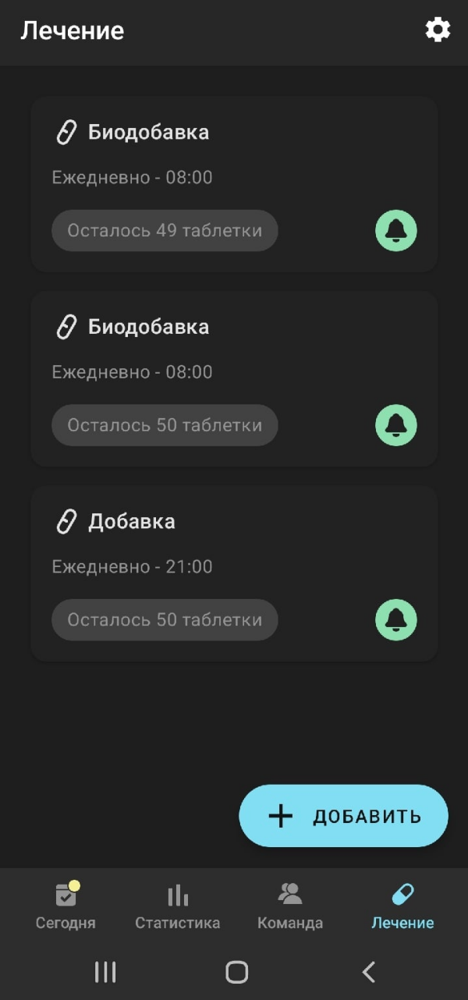 Лечение
Биодобавка
Ежедневно - 08:00
Осталось 49 таблетки
Биодобавка
Ежедневно - 08:00
Осталось 50 таблетки
Добавка
Ежедневно - 21:00
Осталось 50 таблетки
ДОБАВИТЬ
Сегодня Статистика Команда Лечение